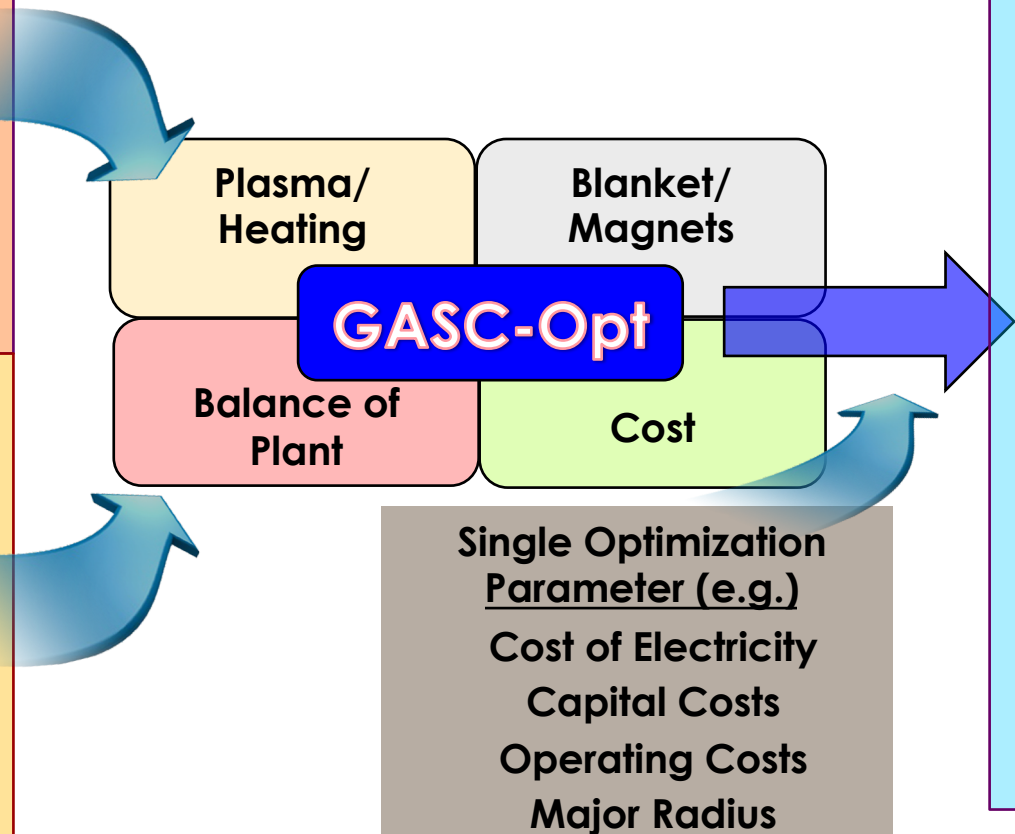 Plasma/
Heating
Blanket/
Magnets
GASC-Opt
Balance of
Plant
Cost
Single Optimization
Parameter (e.g.)
Cost of Electricity
Capital Costs
Operating Costs
Major Radius